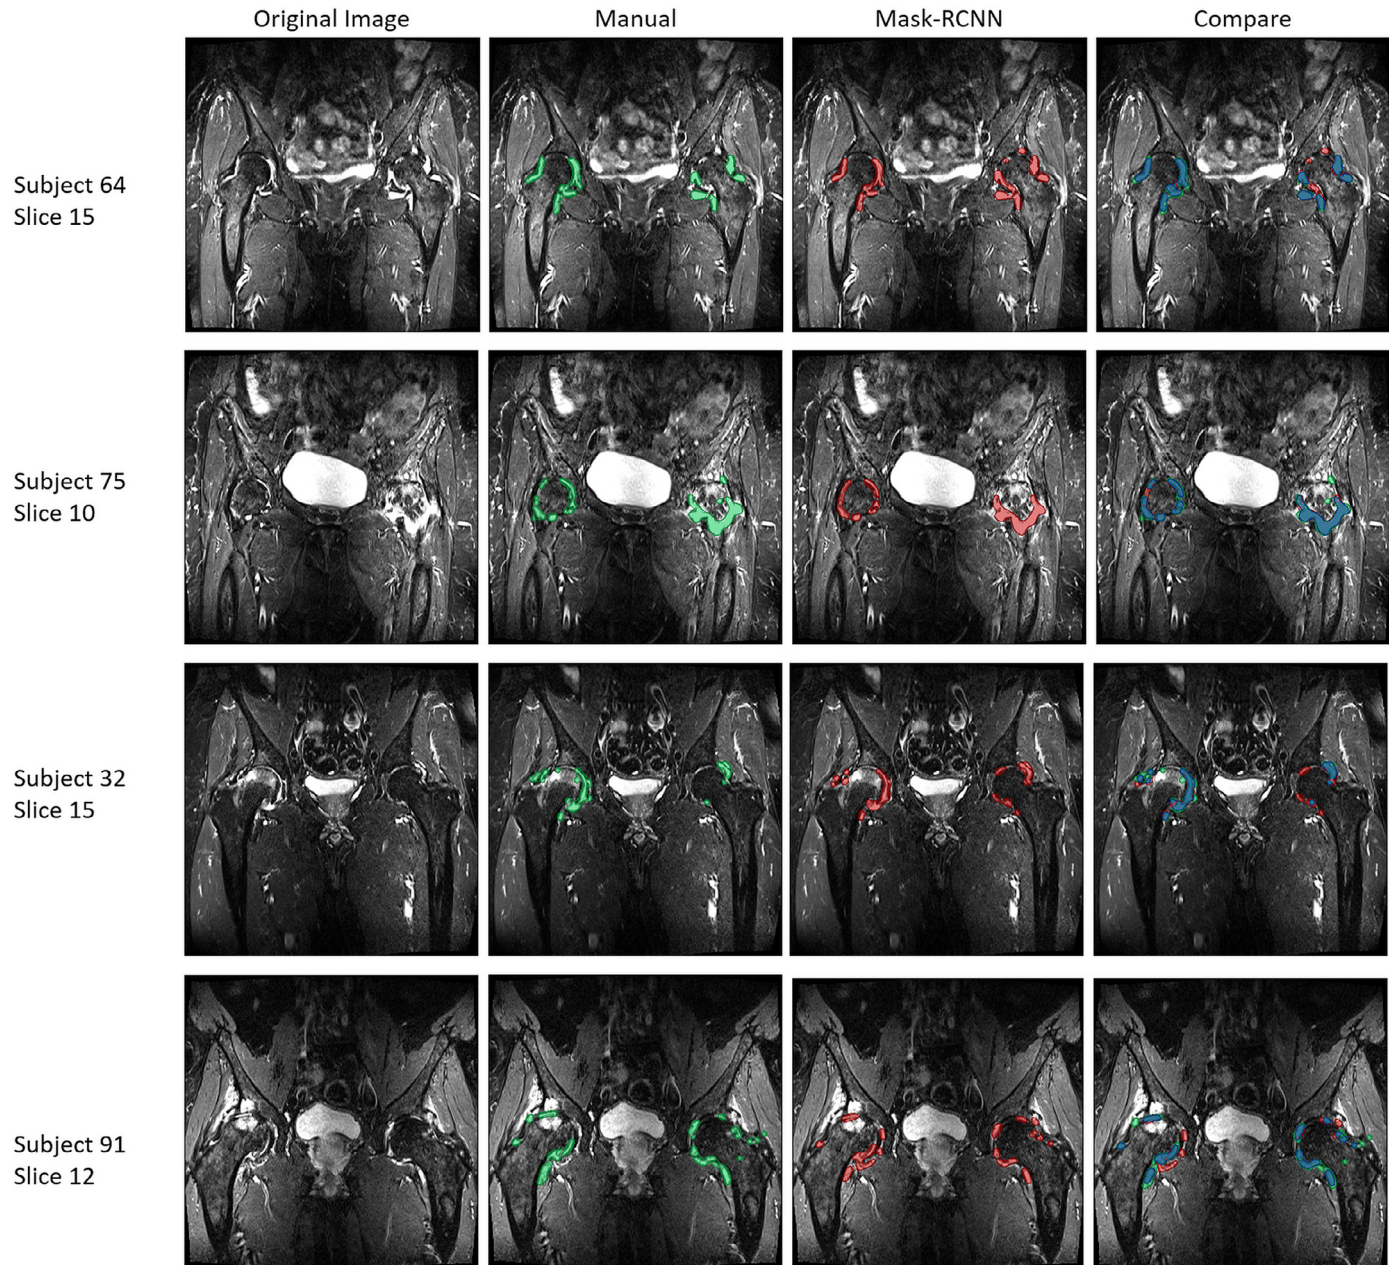 Original Image
Manual
Mask-RCNN
Compare
Subject 64
Slice 15
Subject 75
Slice 10
Subject 32
Slice 15
Subject 91
Slice 12